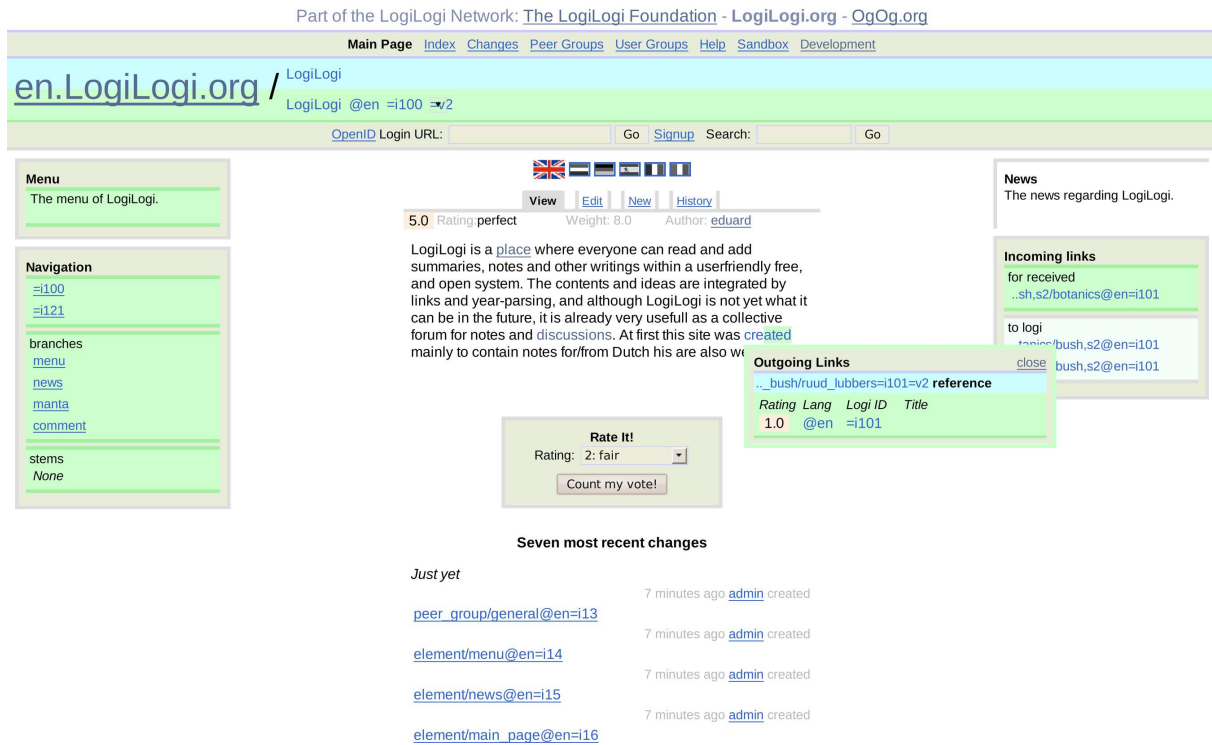 Part of the LogiLogi Network: The LogiLogi Foundation - LogiLogi.org - OgOg.org
Main Page Index Changes Peer Groups User Groups Help Sandbox Development
en.LogiLogi.org /
LogiLogi
LogiLogi @en =i100 =v2
OpenID Login URL: Go Signup Search: Go
Menu
The menu of LogiLogi.
Navigation
=i100
=i121
branches
menu
news
manta
comment
stems
None
View Edit New History
5.0 Rating:perfect Weight: 8.0 Author: eduard
LogiLogi is a place where everyone can read and add
summaries, notes and other writings within a userfriendly free,
and open system. The contents and ideas are integrated by
links and year-parsing, and although LogiLogi is not yet what it
can be in the future, it is already very usefull as a collective
forum for notes and discussions. At first this site was created
mainly to contain notes for/from Dutch his are also we
Outgoing Links close
.._bush/ruud_lubbers=i101=v2 reference
Rating Lang Logi ID Title
1.0 @en =i101
Rate It!
Rating: 2: fair
Count my vote!
Seven most recent changes
Just yet
7 minutes ago admin created
peer_group/general@en=i13
7 minutes ago admin created
element/menu@en=i14
7 minutes ago admin created
element/news@en=i15
7 minutes ago admin created
element/main_page@en=i16
News
The news regarding LogiLogi.
Incoming links
for received
..sh,s2/botanics@en=i101
to logi
..tanics/bush,s2@en=i101
bush,s2@en=i101